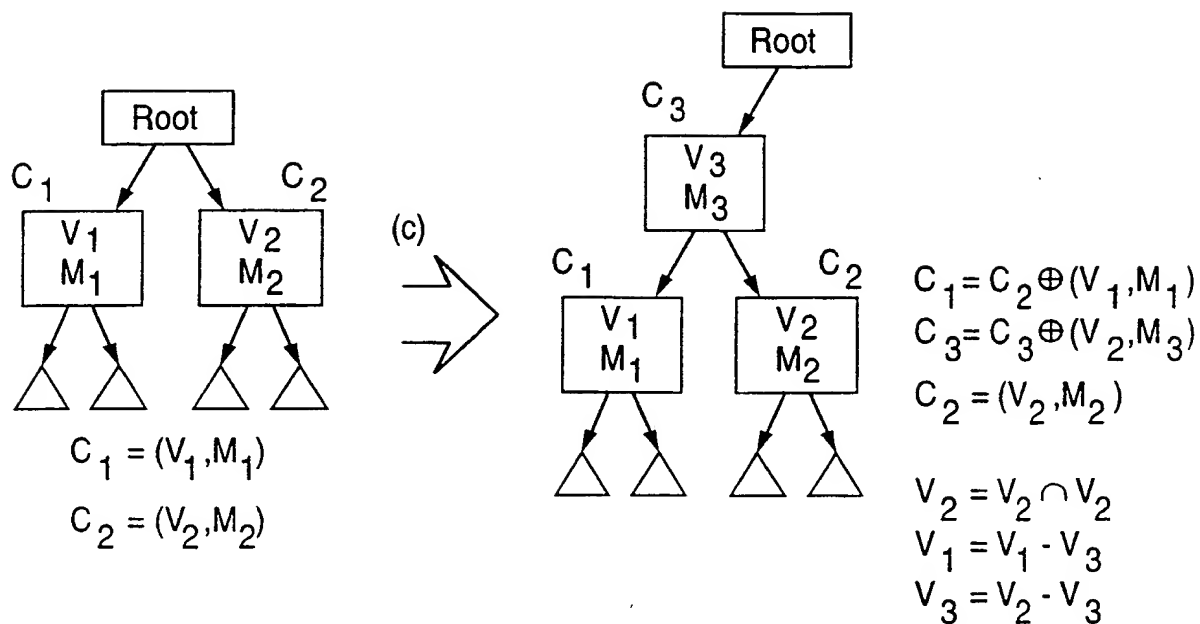 Root
C1 C2
V1 V2
M1 M2
C1 = (V1,M1)
C2 = (V2,M2)
(c)
Root
C3
V3
M3
C1 C2
V1 V2
M1 M2
C1 = C2 ⊕ (V1,M1)
C3 = C3 ⊕ (V2,M3)
C2 = (V2,M2)
V2 = V2 ∩ V2
V1 = V1 - V3
V3 = V2 - V3